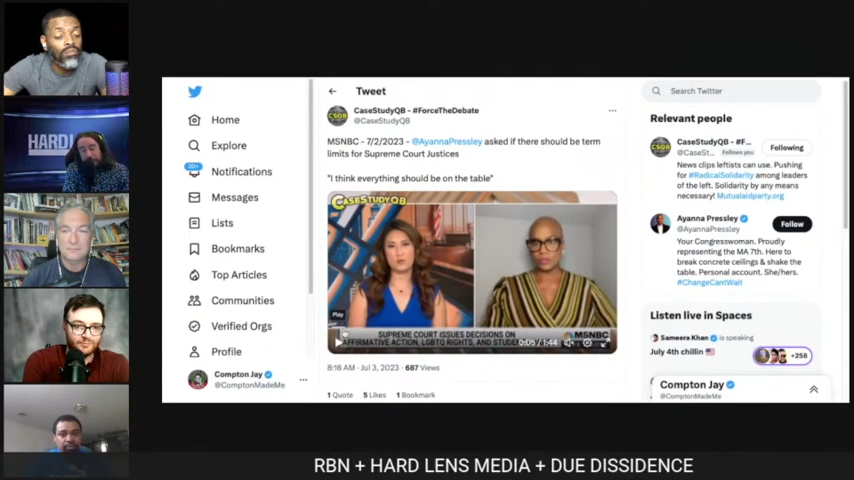 HARDL
Home
Explore
20+
Notifications
Messages
Lists
Bookmarks
Top Articles
Communities
Verified Orgs
Profile
Compton Jay
@ComptonMadeMe
Tweet
CaseStudyQB - #ForceTheDebate
@CaseStudyQB
MSNBC - 7/2/2023 - @AyannaPressley asked if there should be term
limits for Supreme Court Justices
"I think everything should be on the table"
CASESTUDYQB
Play
SUPREME COURT ISSUES DECISIONS ON
AFFIRMATIVE ACTION, LGBTQ RIGHTS, AND STUDE
0:05 / 1:44
MSNBC
8:16 AM · Jul 3, 2023 · 687 Views
1 Quote 5 Likes 1 Bookmark
Search Twitter
Relevant people
CaseStudyQB - #F...
@CaseSt... Follows you
Following
News clips leftists can use. Pushing
for #RadicalSolidarity among leaders
of the left. Solidarity by any means
necessary! Mutualaidparty.org
Ayanna Pressley
@AyannaPressley
Follow
Your Congresswoman. Proudly
representing the MA 7th. Here to
break concrete ceilings & shake the
table. Personal account. She/hers.
#ChangeCantWait
Listen live in Spaces
Sameera Khan is speaking
July 4th chillin
+258
Compton Jay
@ComptonMadeMe
RBN + HARD LENS MEDIA + DUE DISSIDENCE